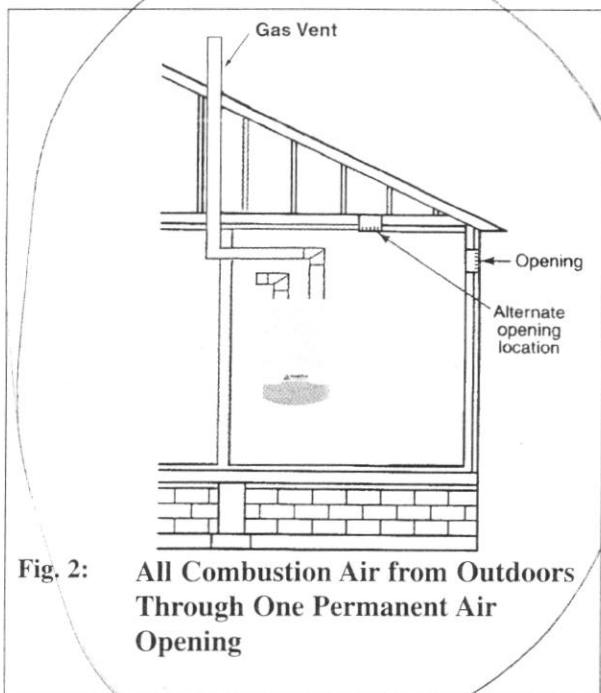 Gas Vent
Opening
Alternate
opening
location
Fig. 2: All Combustion Air from Outdoors
Through One Permanent Air
Opening